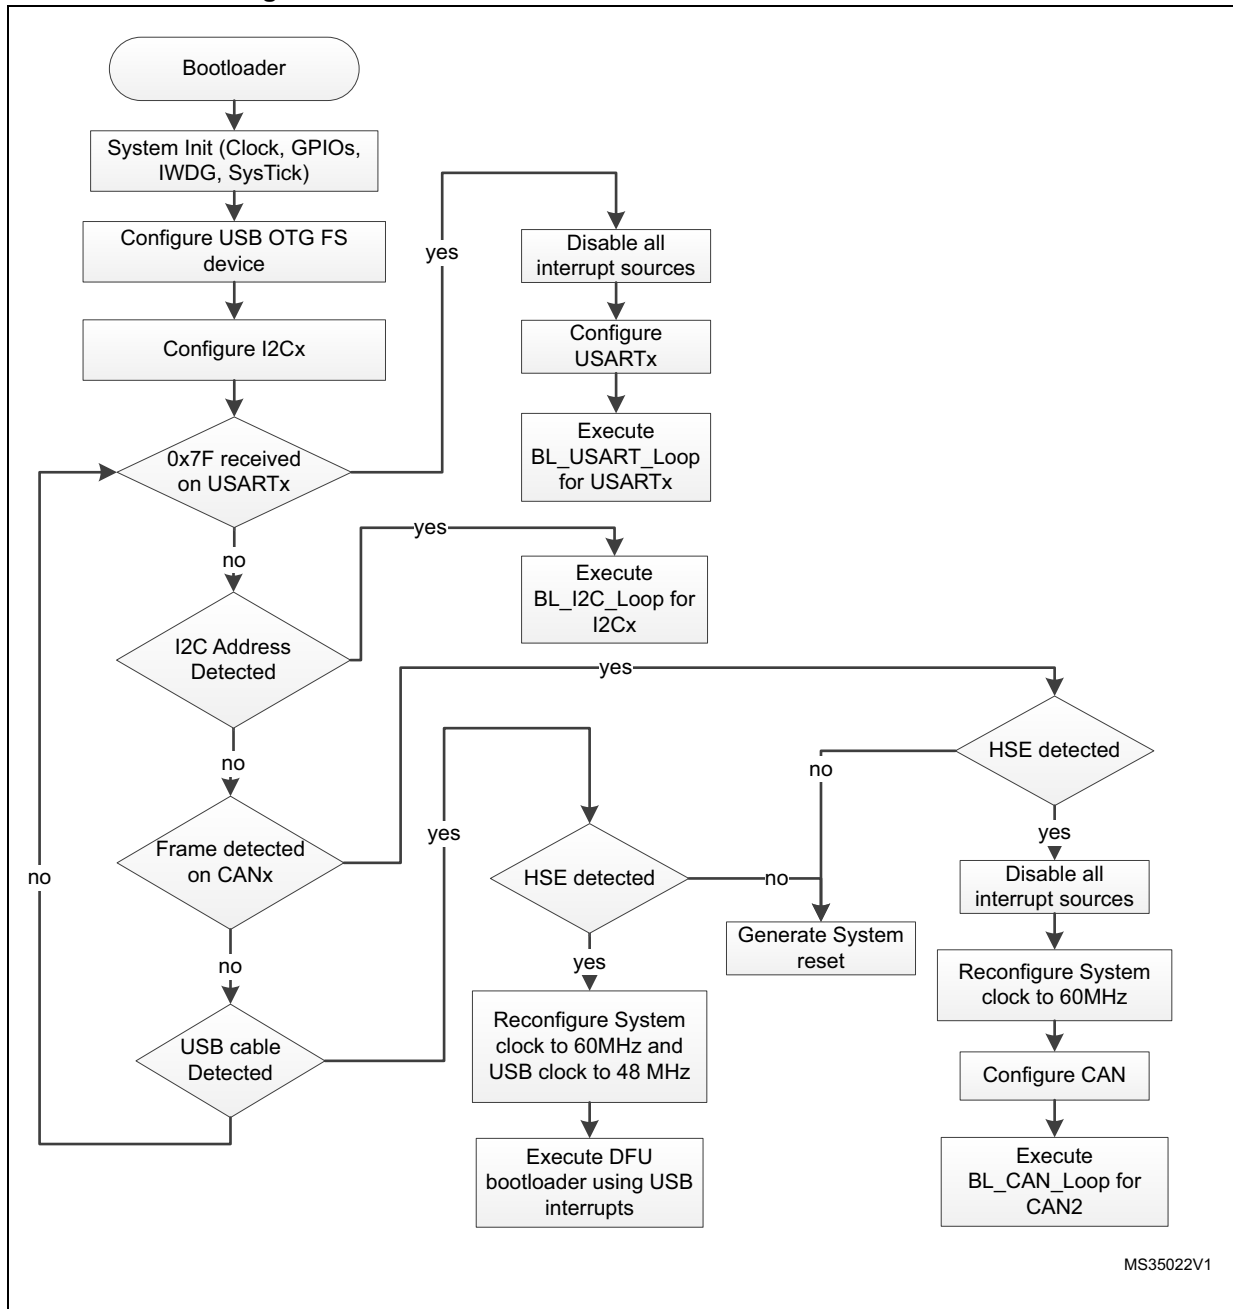 Bootloader
System Init (Clock, GPIOs,
IWDG, SysTick)
Configure USB OTG FS
device
Configure I2Cx
0x7F received
on USARTx
yes
Disable all
interrupt sources
Configure
USARTx
Execute
BL_USART_Loop
for USARTx
no
I2C Address
Detected
yes
Execute
BL_I2C_Loop for
I2Cx
no
Frame detected
on CANx
yes
HSE detected
no
yes
Disable all
interrupt sources
Reconfigure System
clock to 60MHz
Configure CAN
Execute
BL_CAN_Loop for
CAN2
no
USB cable
Detected
no
yes
HSE detected
no
Generate System
reset
yes
Reconfigure System
clock to 60MHz and
USB clock to 48 MHz
Execute DFU
bootloader using USB
interrupts
MS35022V1